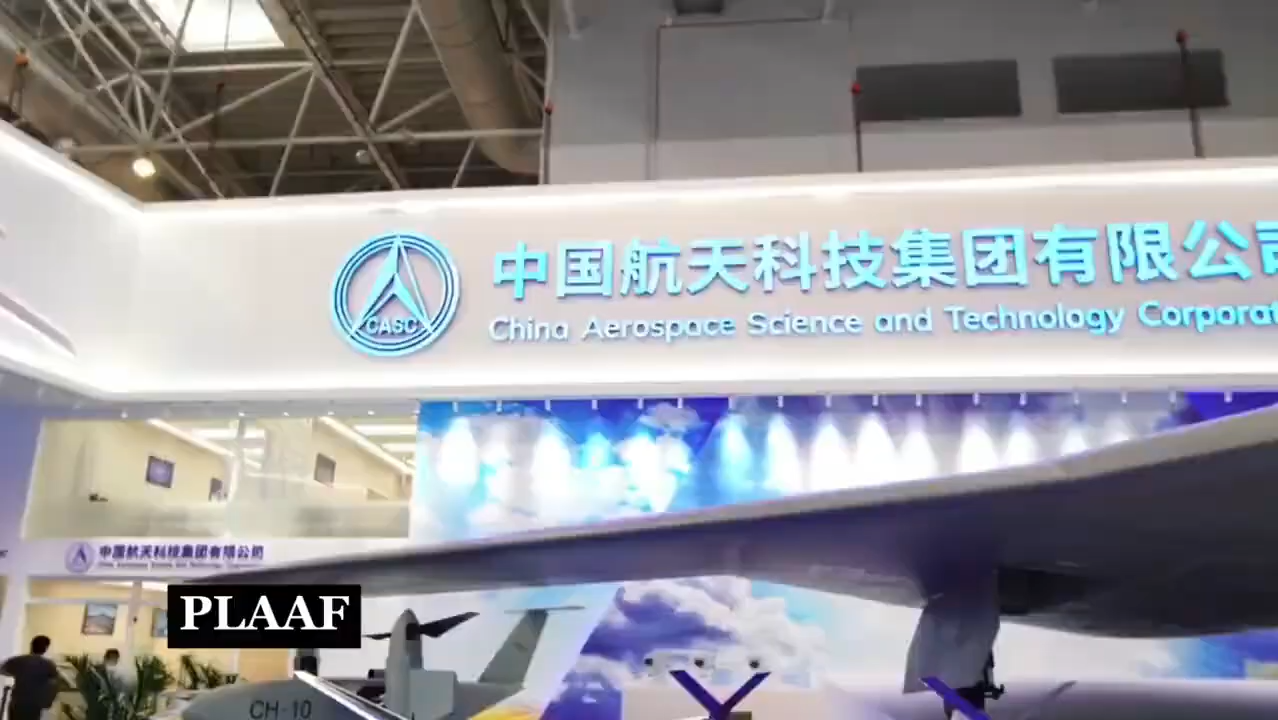 中国航天科技集团有限公司
CASC
China Aerospace Science and Technology Corporat
中国航天科技集团有限公司
PLAAF
CH-10